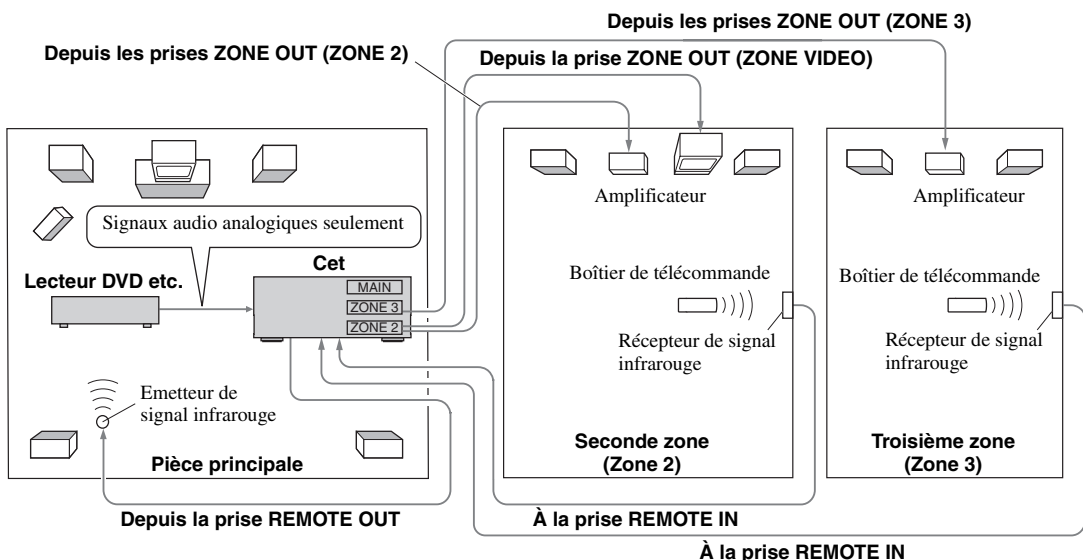 Depuis les prises ZONE OUT (ZONE 3)
Depuis les prises ZONE OUT (ZONE 2)
Depuis la prise ZONE OUT (ZONE VIDEO)
Signaux audio analogiques seulement
Amplificateur
Amplificateur
Lecteur DVD etc.
Cet
MAIN
ZONE 3
ZONE 2
Boîtier de télécommande
Boîtier de télécommande
Récepteur de signal
infrarouge
Récepteur de signal
infrarouge
Emetteur de
signal infrarouge
Pièce principale
Seconde zone
(Zone 2)
Troisième zone
(Zone 3)
Depuis la prise REMOTE OUT
À la prise REMOTE IN
À la prise REMOTE IN